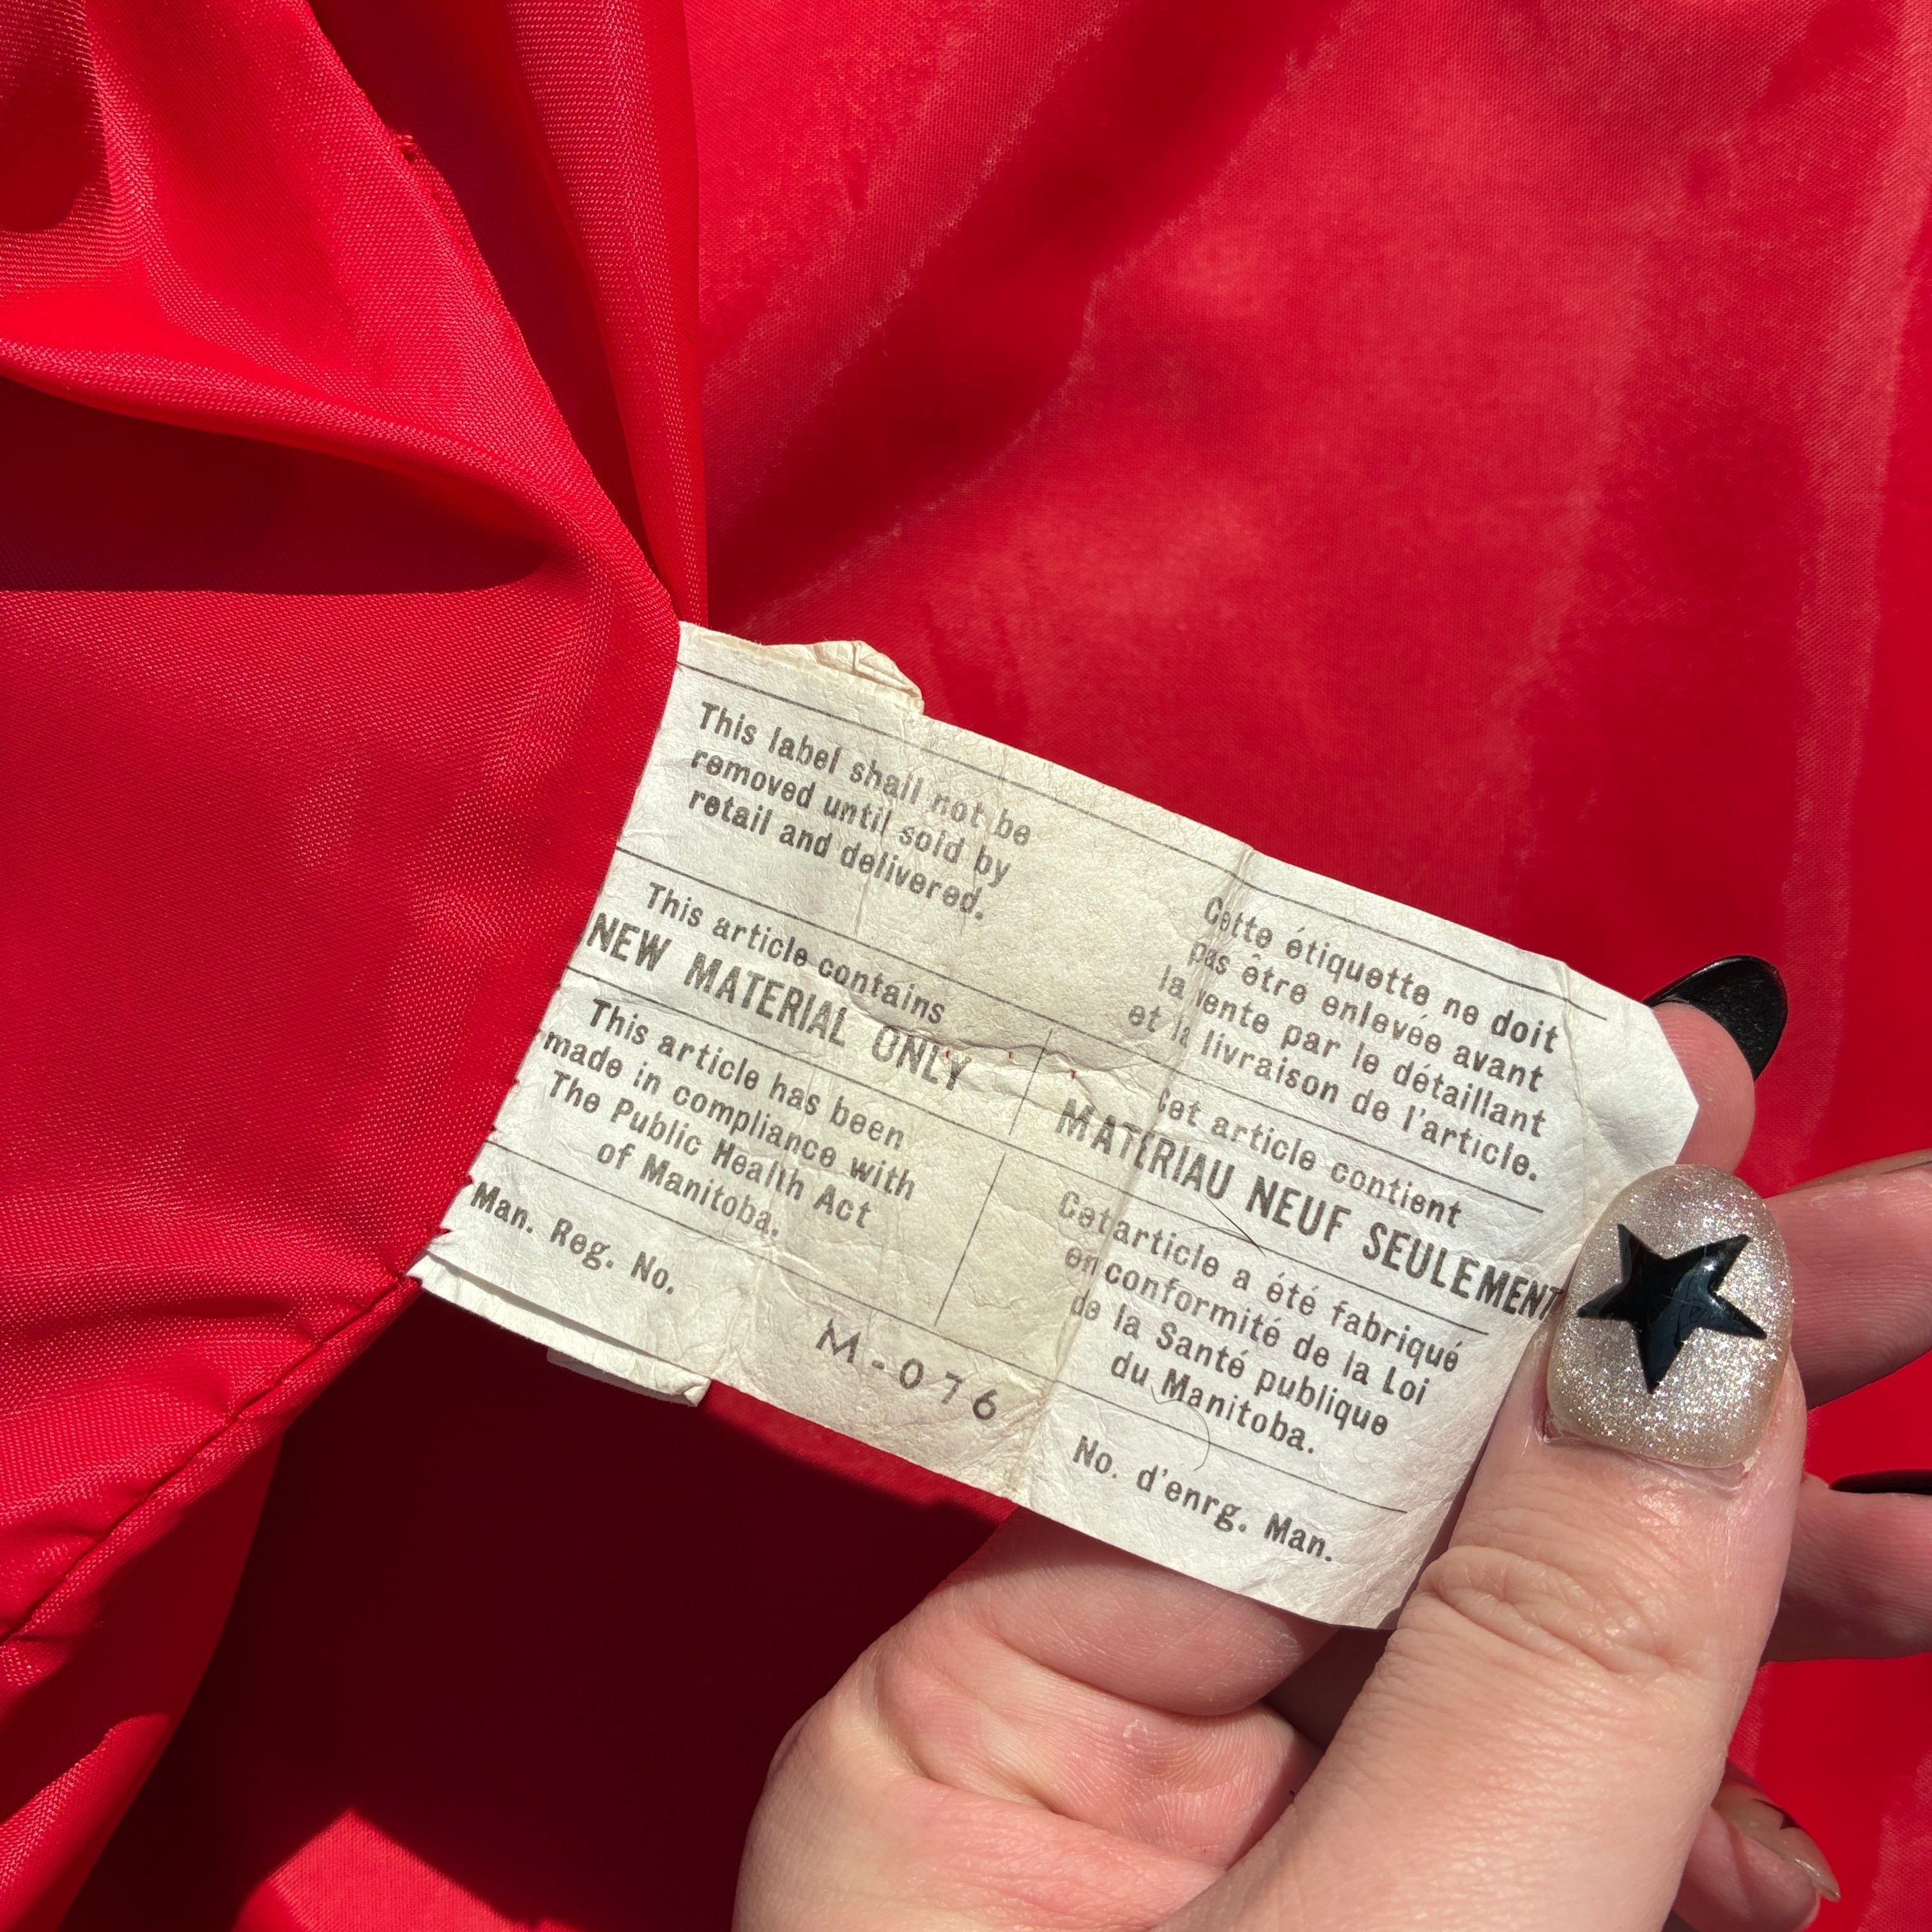 This label shall not be
removed until sold by
retail and delivered.
Cette étiquette ne doit
pas être enlevée avant
la vente par le détaillant
et la livraison de l'article.
This article contains
NEW MATERIAL ONLY
Cet article contient
MATERIAU NEUF SEULEMENT
This article has been
made in compliance with
The Public Health Act
of Manitoba.
Cet article a été fabriqué
en conformité de la Loi
de la Santé publique
du Manitoba.
Man. Reg. No.
M-076
No. d'enrg. Man.